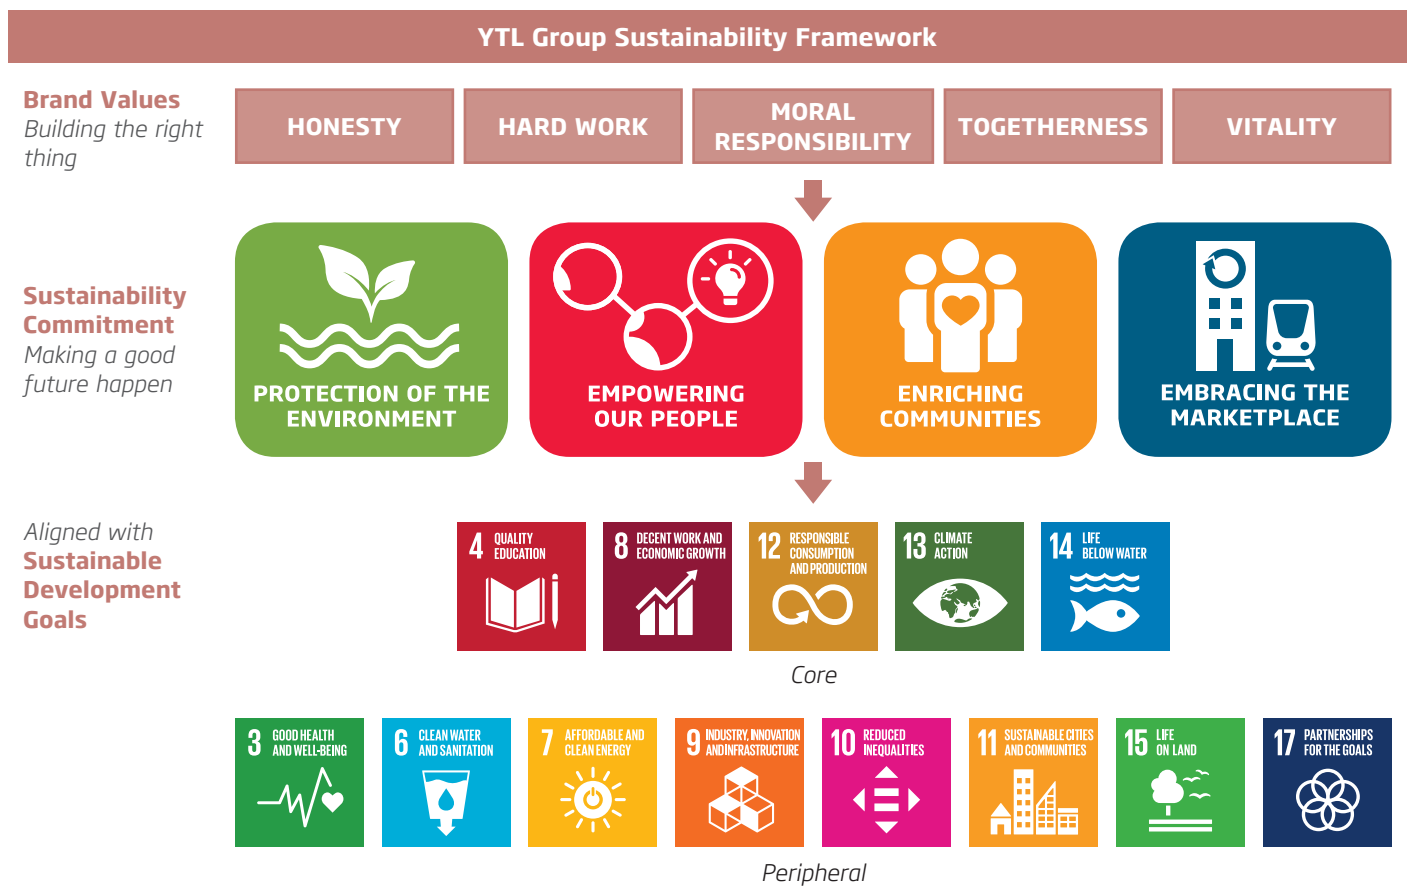 YTL Group Sustainability Framework
Brand Values
Building the right
thing
HONESTY
HARD WORK
MORAL
RESPONSIBILITY
TOGETHERNESS
VITALITY
Sustainability
Commitment
Making a good
future happen
PROTECTION OF THE
ENVIRONMENT
EMPOWERING
OUR PEOPLE
ENRICHING
COMMUNITIES
EMBRACING THE
MARKETPLACE
Aligned with
Sustainable
Development
Goals
4 QUALITY
EDUCATION
8 DECENT WORK AND
ECONOMIC GROWTH
12 RESPONSIBLE
CONSUMPTION
AND PRODUCTION
13 CLIMATE
ACTION
14 LIFE
BELOW WATER
Core
3 GOOD HEALTH
AND WELL-BEING
6 CLEAN WATER
AND SANITATION
7 AFFORDABLE AND
CLEAN ENERGY
9 INDUSTRY, INNOVATION
AND INFRASTRUCTURE
10 REDUCED
INEQUALITIES
11 SUSTAINABLE CITIES
AND COMMUNITIES
15 LIFE
ON LAND
17 PARTNERSHIPS
FOR THE GOALS
Peripheral